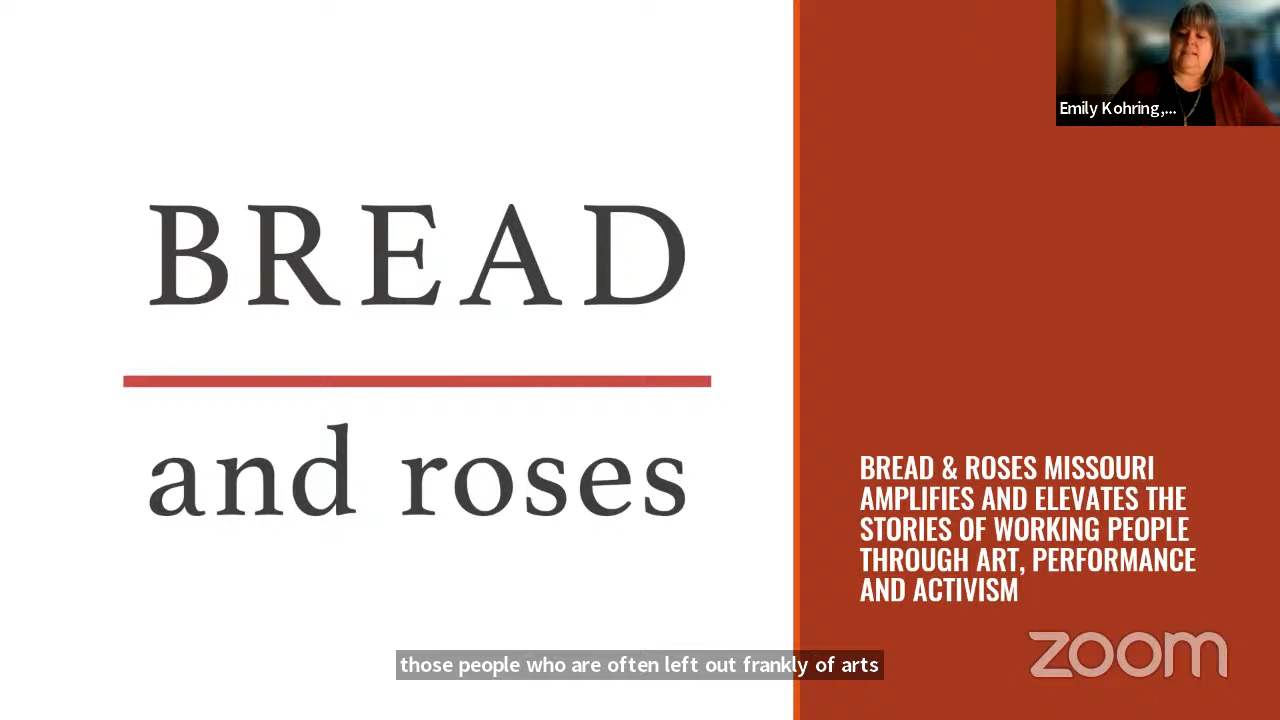 Emily Kohring,...
BREAD
and roses
BREAD & ROSES MISSOURI
AMPLIFIES AND ELEVATES THE
STORIES OF WORKING PEOPLE
THROUGH ART, PERFORMANCE
AND ACTIVISM
those people who are often left out frankly of arts
zoom